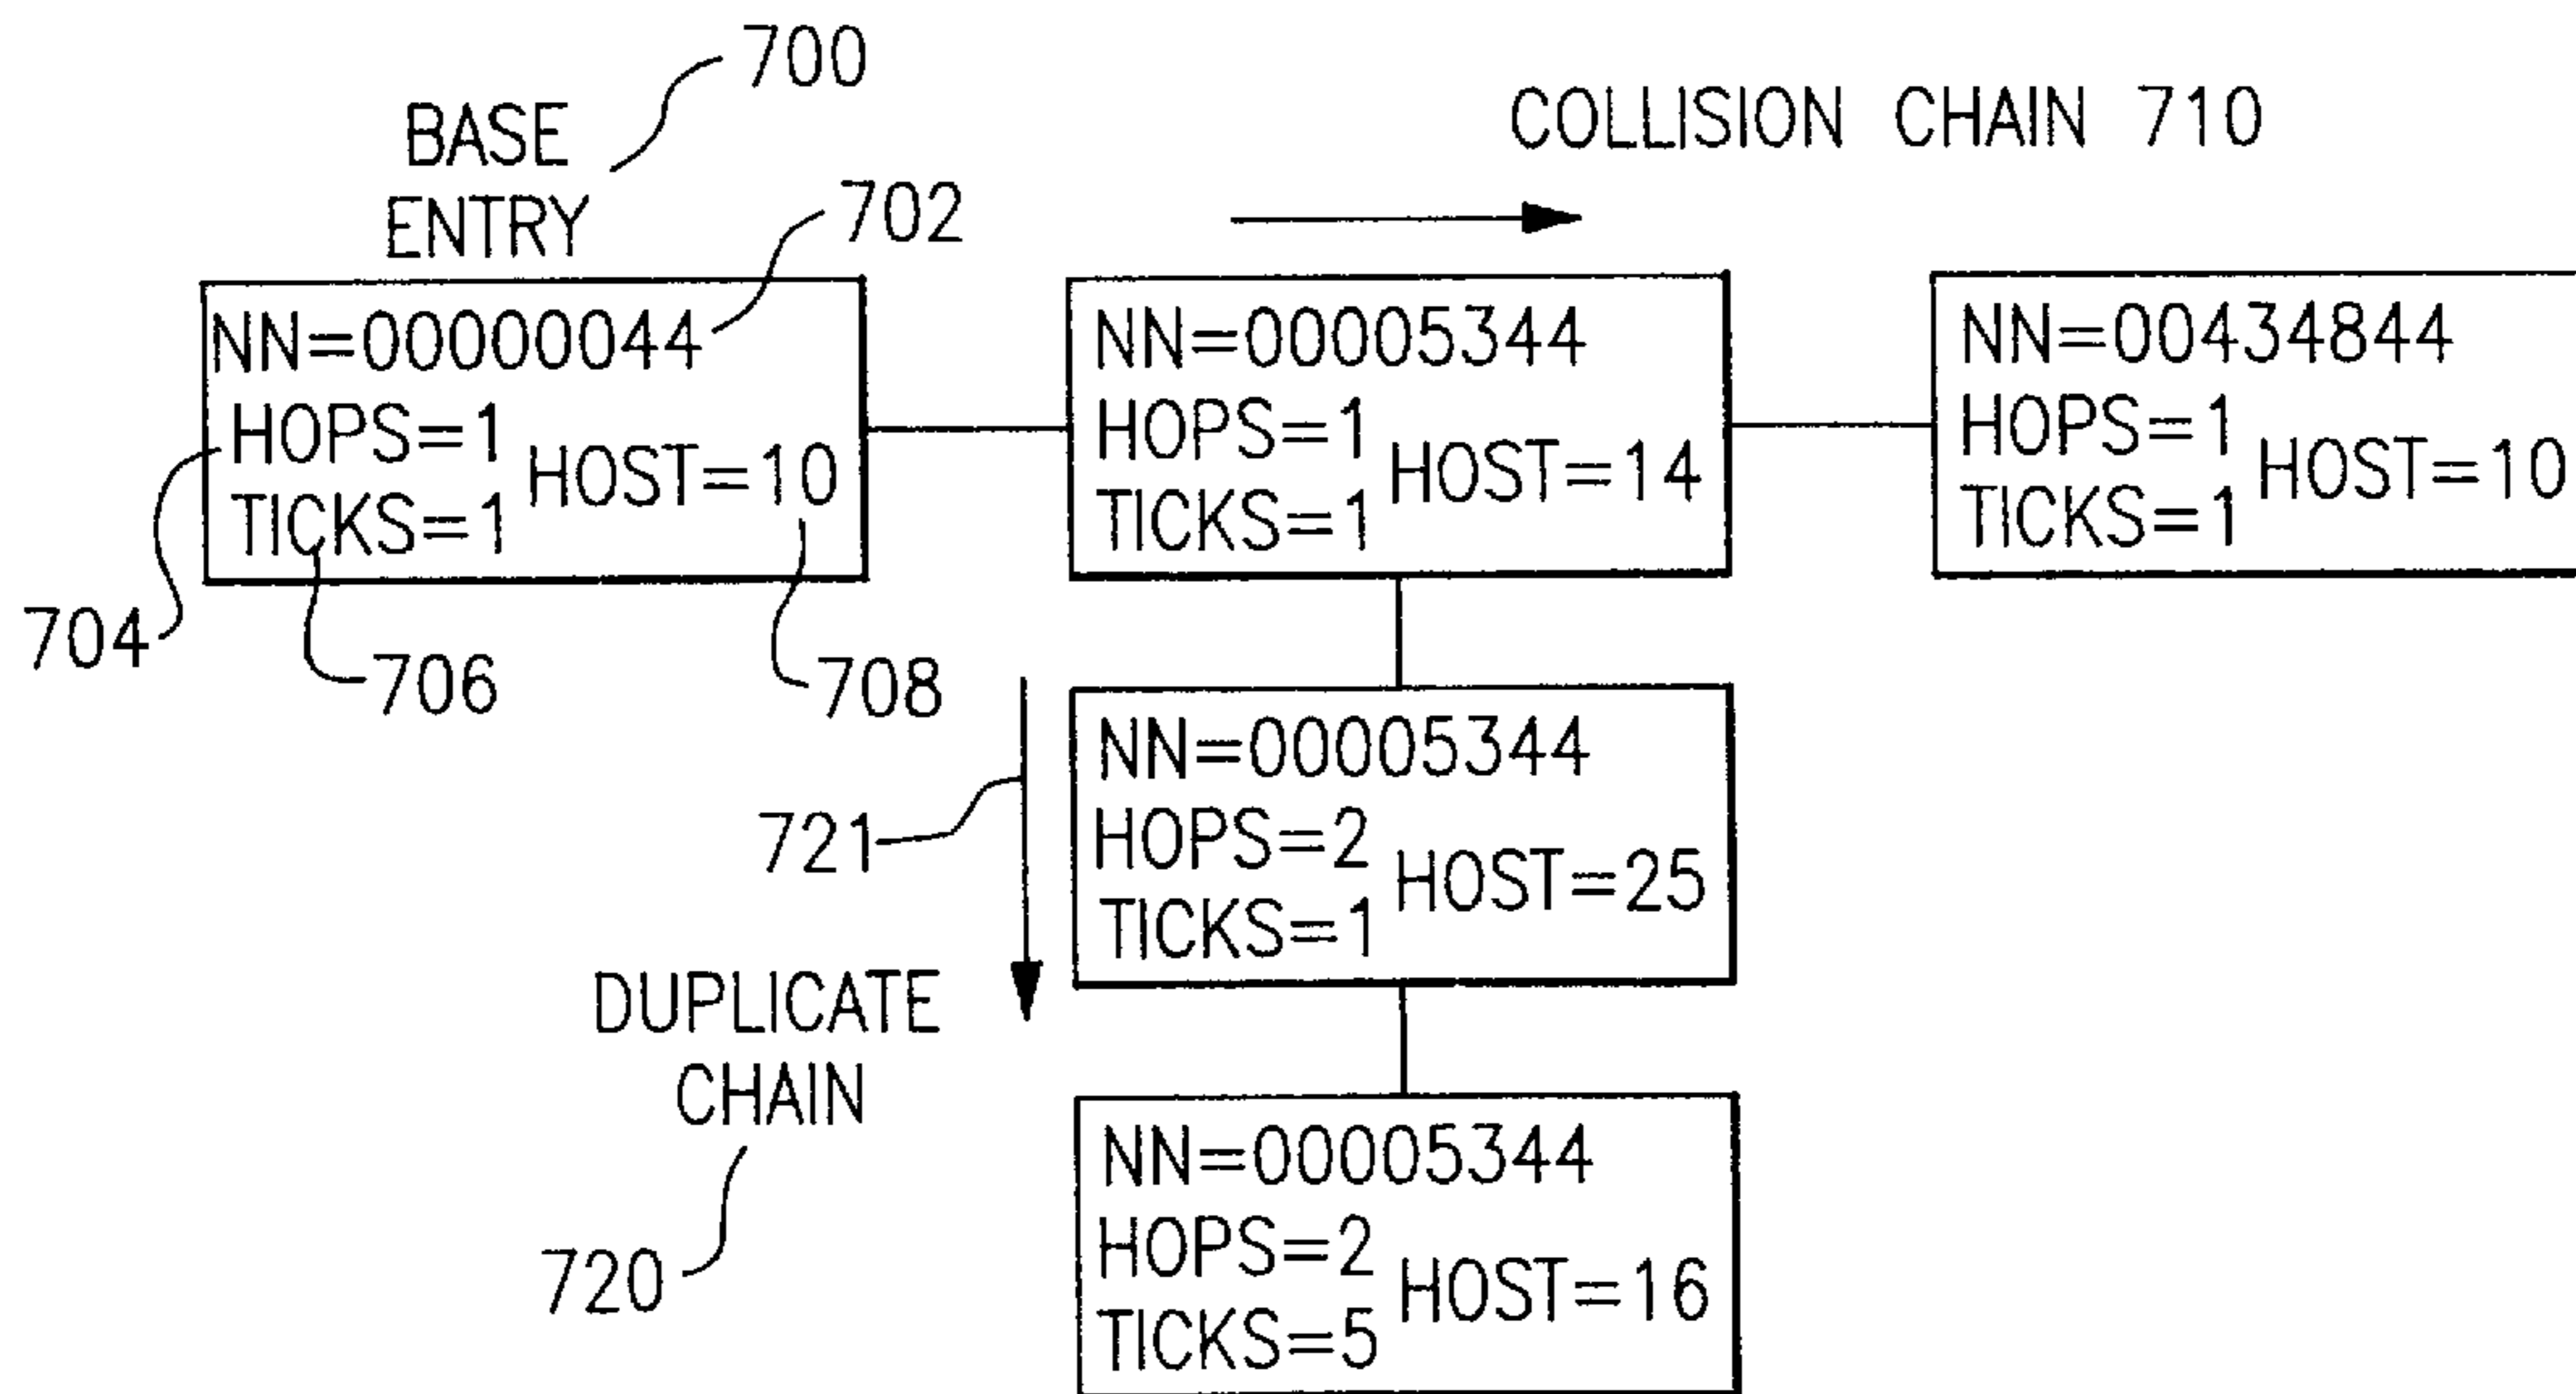 700
BASE
ENTRY
702
COLLISION CHAIN 710
NN=00000044
HOPS=1
HOST=10
TICKS=1
704
706
708
NN=00005344
HOPS=1
HOST=14
TICKS=1
NN=00434844
HOPS=1
HOST=10
TICKS=1
721
NN=00005344
HOPS=2
HOST=25
TICKS=1
DUPLICATE
CHAIN
720
NN=00005344
HOPS=2
HOST=16
TICKS=5